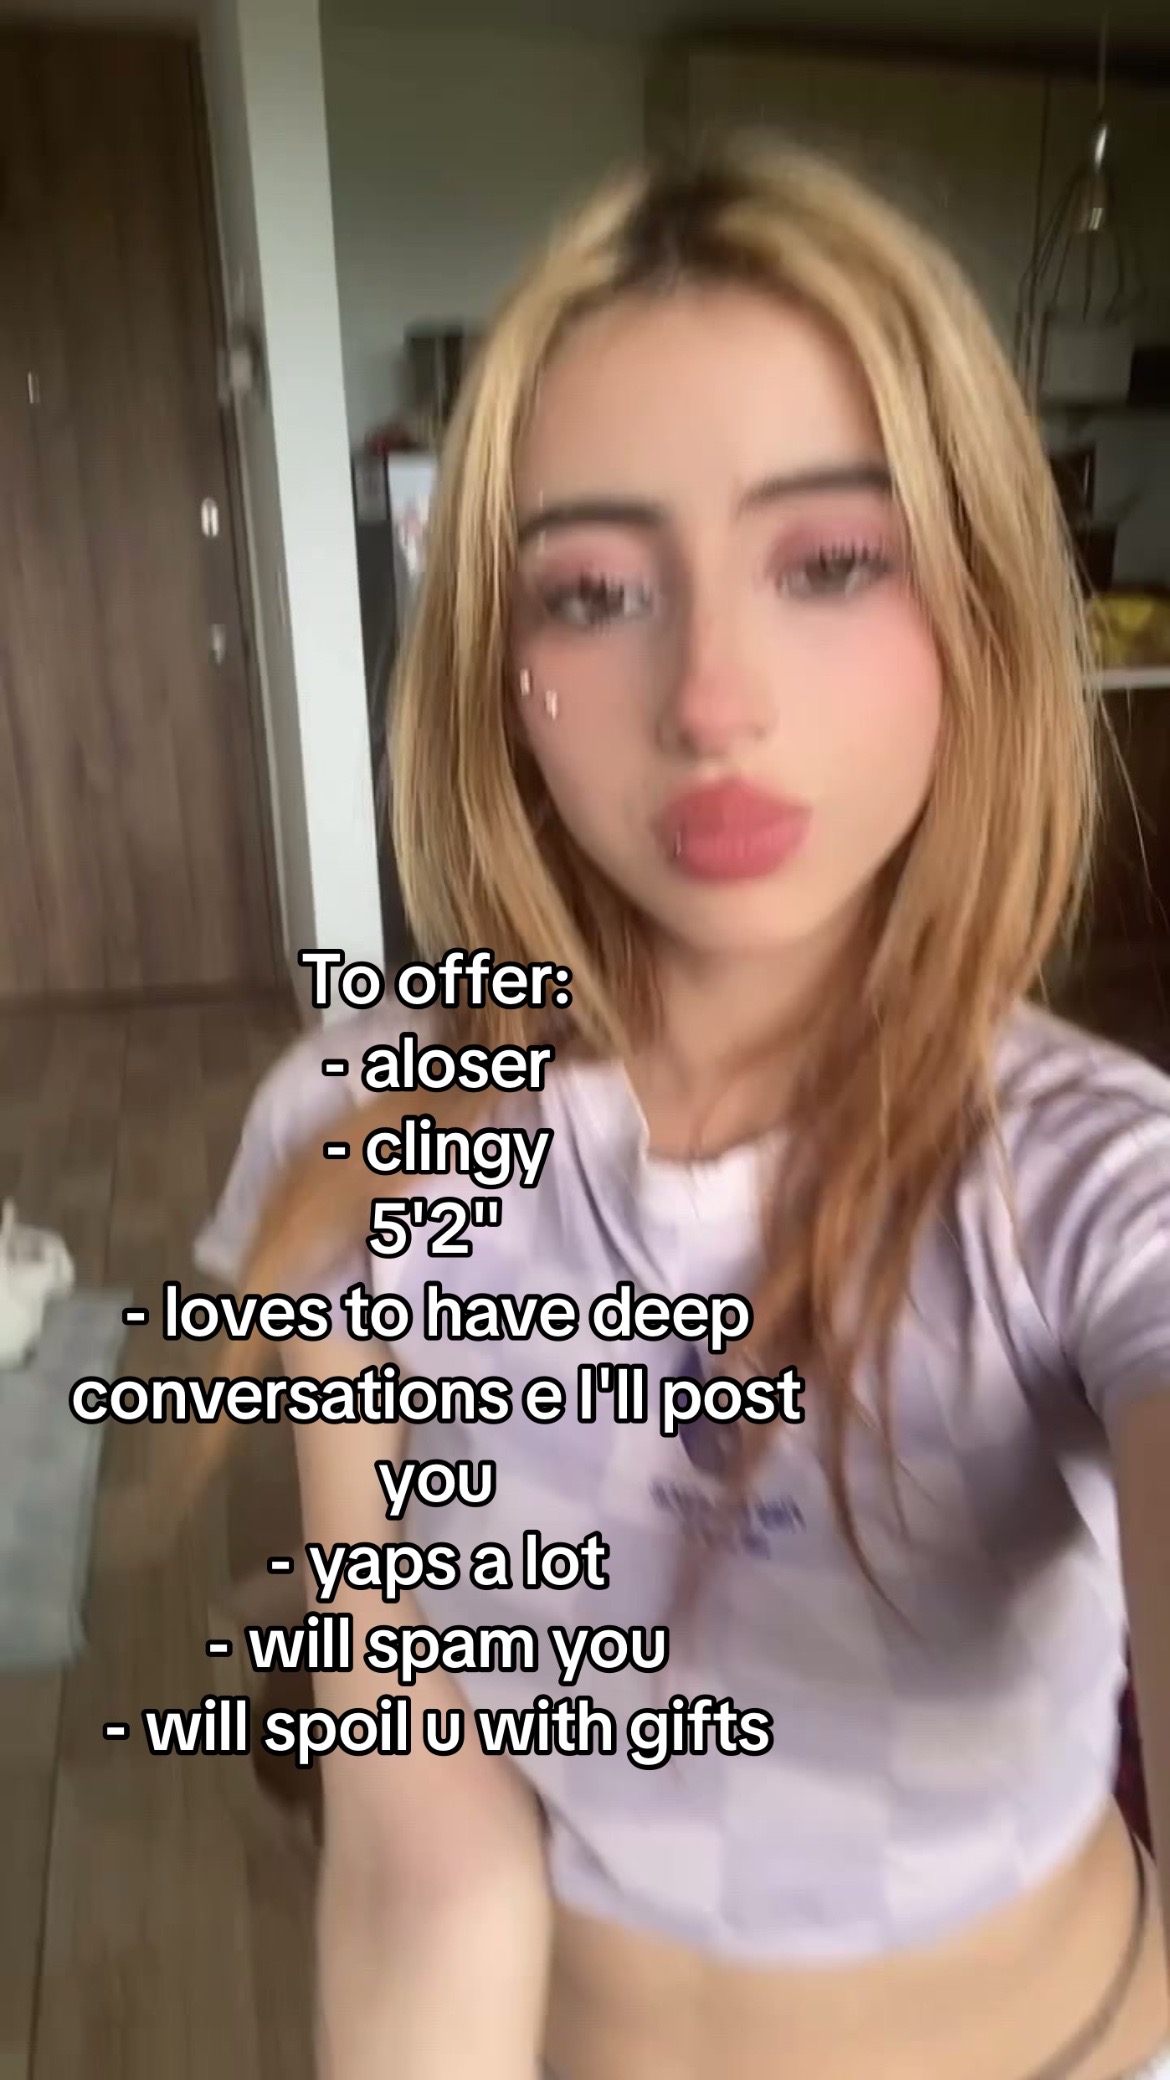 To offer:
- aloser
- clingy
5'2"
- loves to have deep
conversations e I'll post
you
- yaps a lot
- will spam you
- will spoil u with gifts